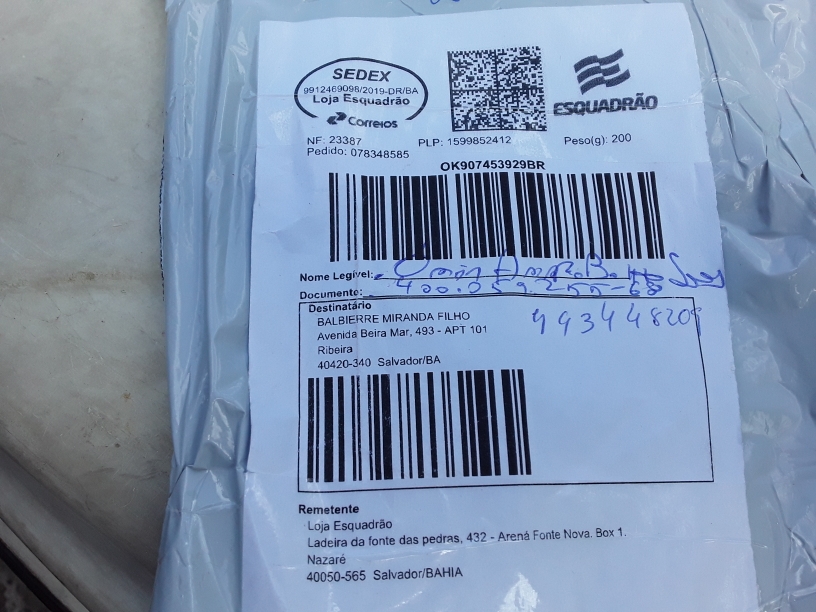 SEDEX
9912469098/2019-DR/BA
Loja Esquadrão
Correios
ESQUADRÃO
NF: 23387 PLP: 1599852412 Peso(g): 200
Pedido: 078348585
OK907453929BR
Nome Legível:
Documento:
Destinatário
BALBIERRE MIRANDA FILHO
Avenida Beira Mar, 493 - APT 101
Ribeira
40420-340 Salvador/BA
Remetente
Loja Esquadrão
Ladeira da fonte das pedras, 432 - Arena Fonte Nova. Box 1.
Nazaré
40050-565 Salvador/BAHIA